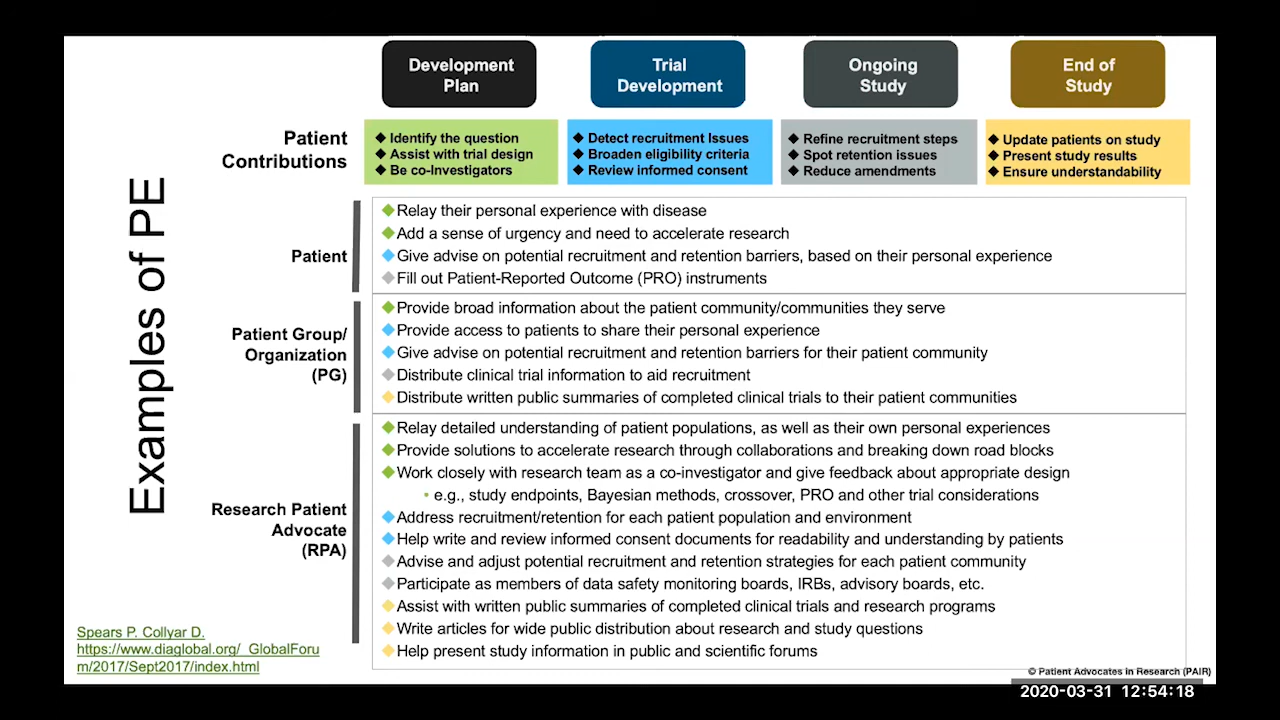 Development
Plan
Trial
Development
Ongoing
Study
End of
Study
Patient
Contributions
◆ Identify the question
◆ Assist with trial design
◆ Be co-Investigators
◆ Detect recruitment Issues
◆ Broaden eligibility criteria
◆ Review informed consent
◆ Refine recruitment steps
◆ Spot retention issues
◆ Reduce amendments
◆ Update patients on study
◆ Present study results
◆ Ensure understandability
Examples of PE
Patient
◆Relay their personal experience with disease
◆Add a sense of urgency and need to accelerate research
◆Give advise on potential recruitment and retention barriers, based on their personal experience
◆Fill out Patient-Reported Outcome (PRO) instruments
Patient Group/
Organization
(PG)
◆Provide broad information about the patient community/communities they serve
◆Provide access to patients to share their personal experience
◆Give advise on potential recruitment and retention barriers for their patient community
◆Distribute clinical trial information to aid recruitment
◆Distribute written public summaries of completed clinical trials to their patient communities
Research Patient
Advocate
(RPA)
◆Relay detailed understanding of patient populations, as well as their own personal experiences
◆Provide solutions to accelerate research through collaborations and breaking down road blocks
◆Work closely with research team as a co-investigator and give feedback about appropriate design
• e.g., study endpoints, Bayesian methods, crossover, PRO and other trial considerations
◆Address recruitment/retention for each patient population and environment
◆Help write and review informed consent documents for readability and understanding by patients
◆Advise and adjust potential recruitment and retention strategies for each patient community
◆Participate as members of data safety monitoring boards, IRBs, advisory boards, etc.
◆Assist with written public summaries of completed clinical trials and research programs
◆Write articles for wide public distribution about research and study questions
◆Help present study information in public and scientific forums
Spears P. Collyar D.
https://www.diaglobal.org/_GlobalForu
m/2017/Sept2017/index.html
© Patient Advocates in Research (PAIR)
2020-03-31 12:54:18